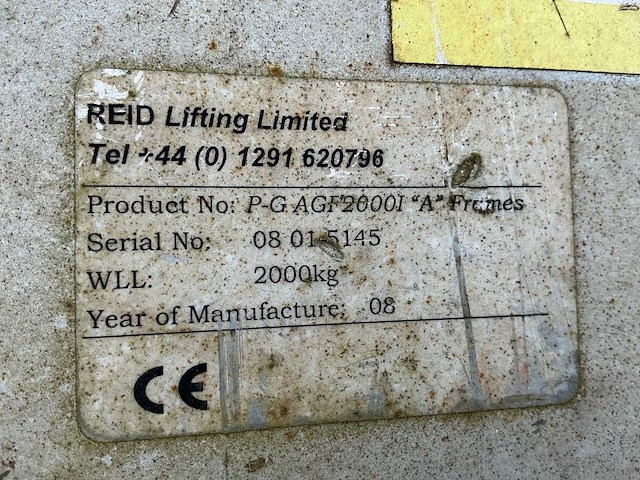 REID Lifting Limited
Tel +44 (0) 1291 620796
Product No: P-G AGF2000I "A" Frames
Serial No: 08 01 5145
WLL: 2000kg
Year of Manufacture: 08
CE